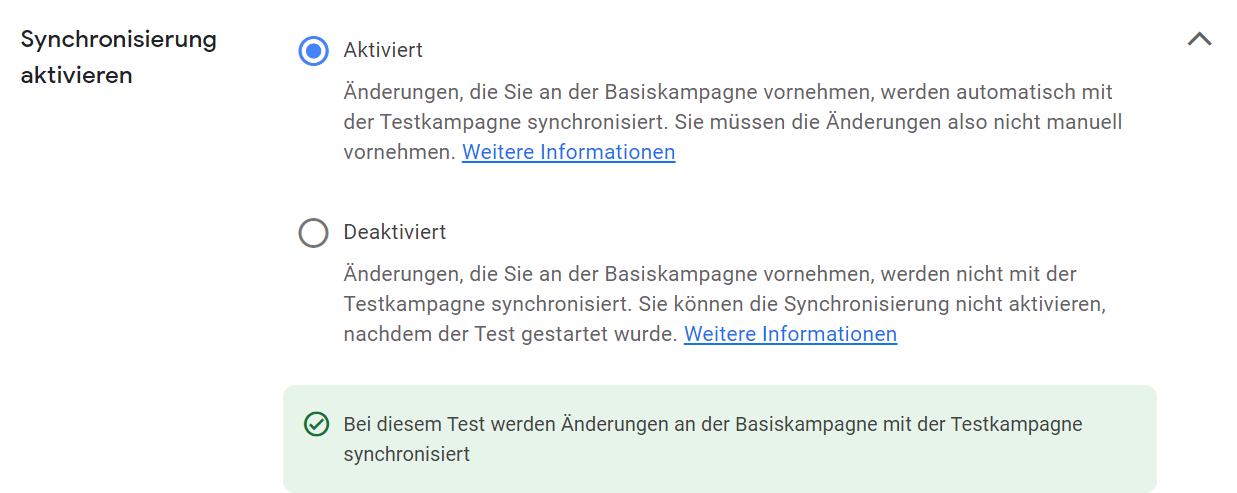 Synchronisierung
aktivieren
Aktiviert
Änderungen, die Sie an der Basiskampagne vornehmen, werden automatisch mit
der Testkampagne synchronisiert. Sie müssen die Änderungen also nicht manuell
vornehmen. Weitere Informationen
Deaktiviert
Änderungen, die Sie an der Basiskampagne vornehmen, werden nicht mit der
Testkampagne synchronisiert. Sie können die Synchronisierung nicht aktivieren,
nachdem der Test gestartet wurde. Weitere Informationen
Bei diesem Test werden Änderungen an der Basiskampagne mit der Testkampagne
synchronisiert